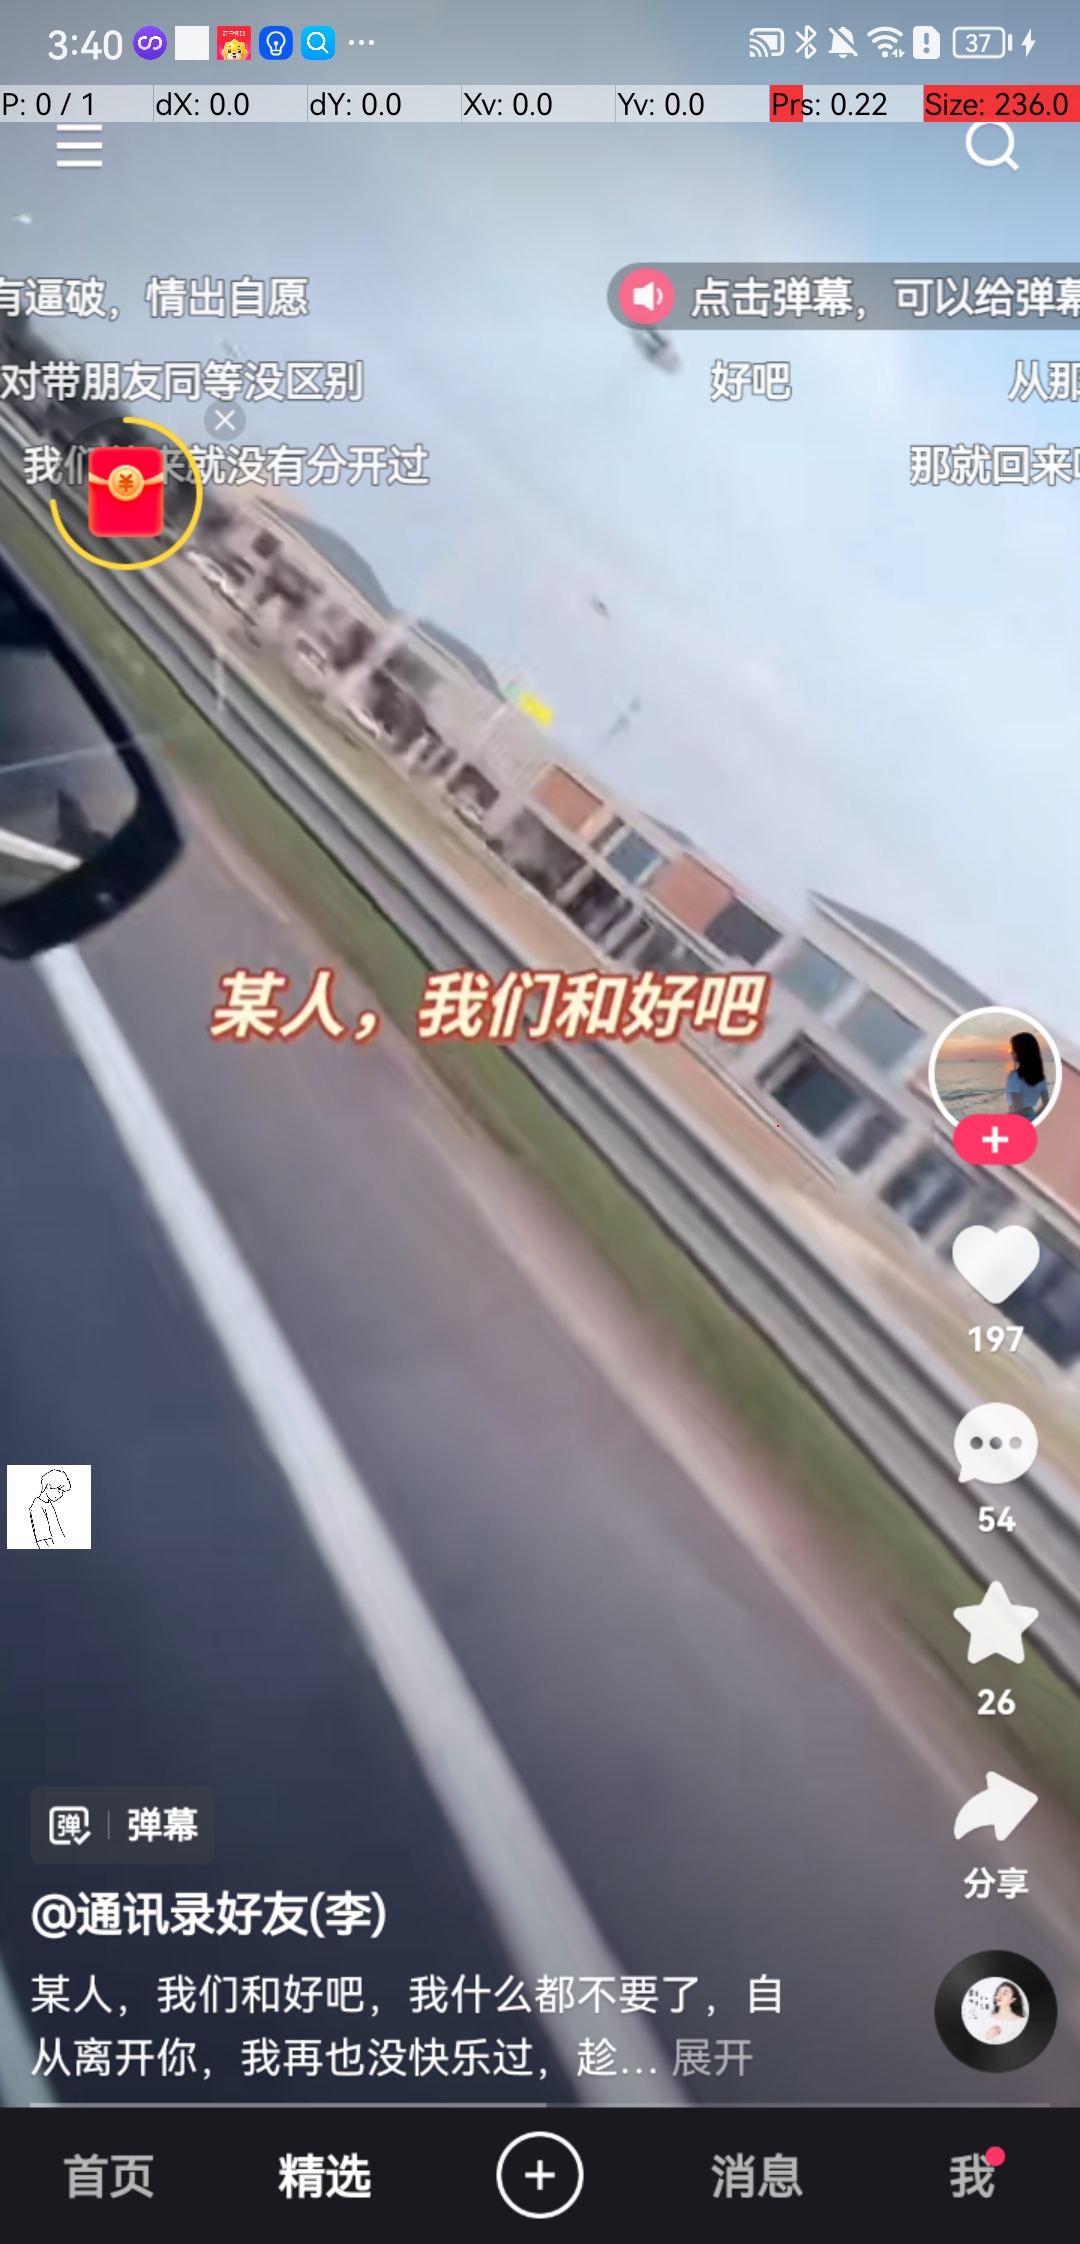 3:40
37
P: 0 / 1
dX: 0.0
dY: 0.0
Xv: 0.0
Yv: 0.0
Prs: 0.22
Size: 236.0
有逼破，情出自愿
点击弹幕，可以给弹幕
对带朋友同等没区别
好吧
从那
我们
来就没有分开过
那就回来
某人，我们和好吧
197
54
26
分享
弹 弹幕
@通讯录好友(李)
某人，我们和好吧，我什么都不要了，自
从离开你，我再也没快乐过，趁... 展开
首页
精选
消息
我